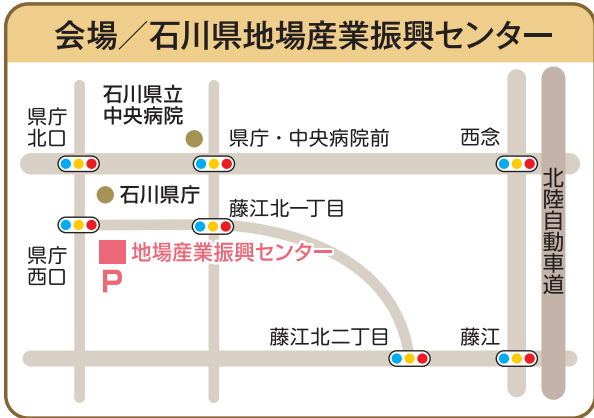 会場／石川県地場産業振興センター
石川県立
中央病院
県庁
北口
県庁・中央病院前
西念
石川県庁
藤江北一丁目
北陸自動車道
県庁
西口
地場産業振興センター
P
藤江北二丁目
藤江